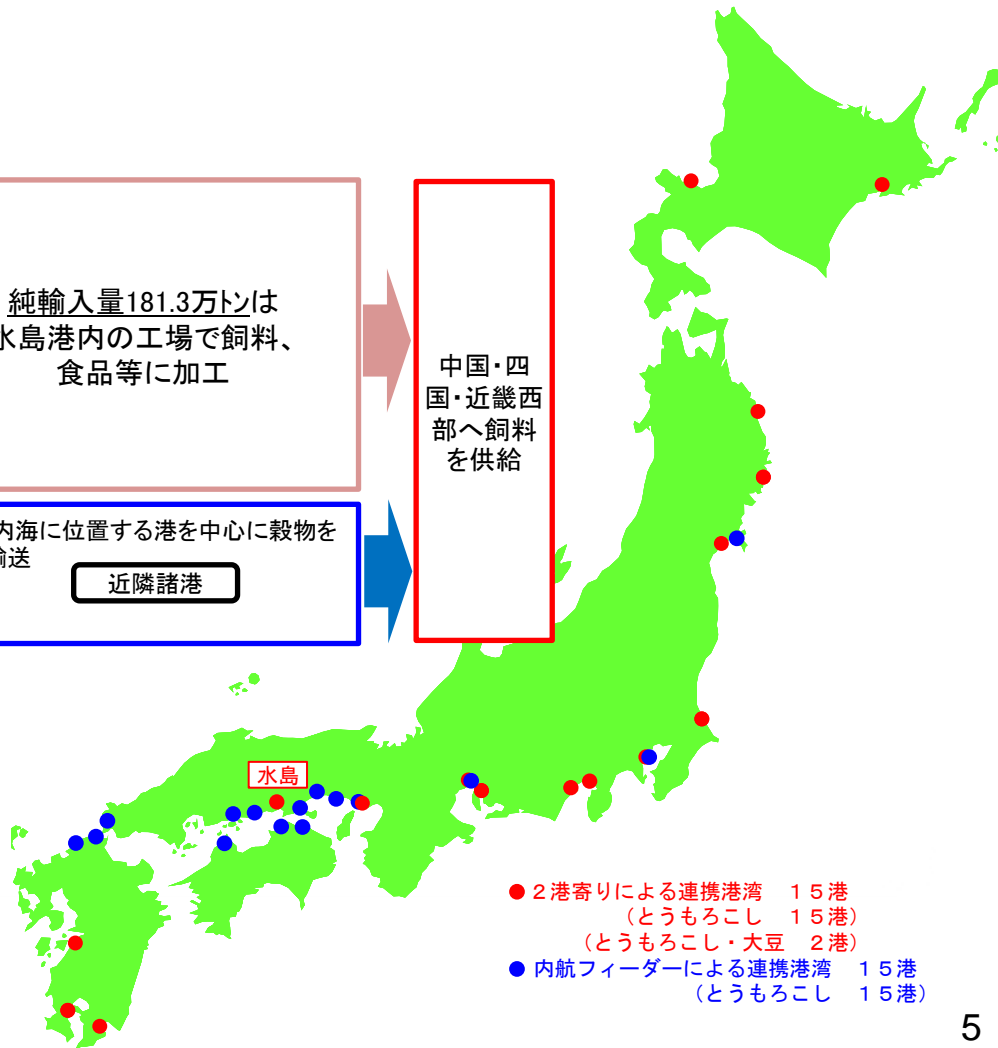 純輸入量181.3万トンは
水島港内の工場で飼料、
食品等に加工
中国・四
国・近畿西
部へ飼料
を供給
内海に位置する港を中心に穀物を
輸送
近隣諸港
水島
２港寄りによる連携港湾　１５港
（とうもろこし　１５港）
（とうもろこし・大豆　２港）
内航フィーダーによる連携港湾　１５港
（とうもろこし　１５港）
5